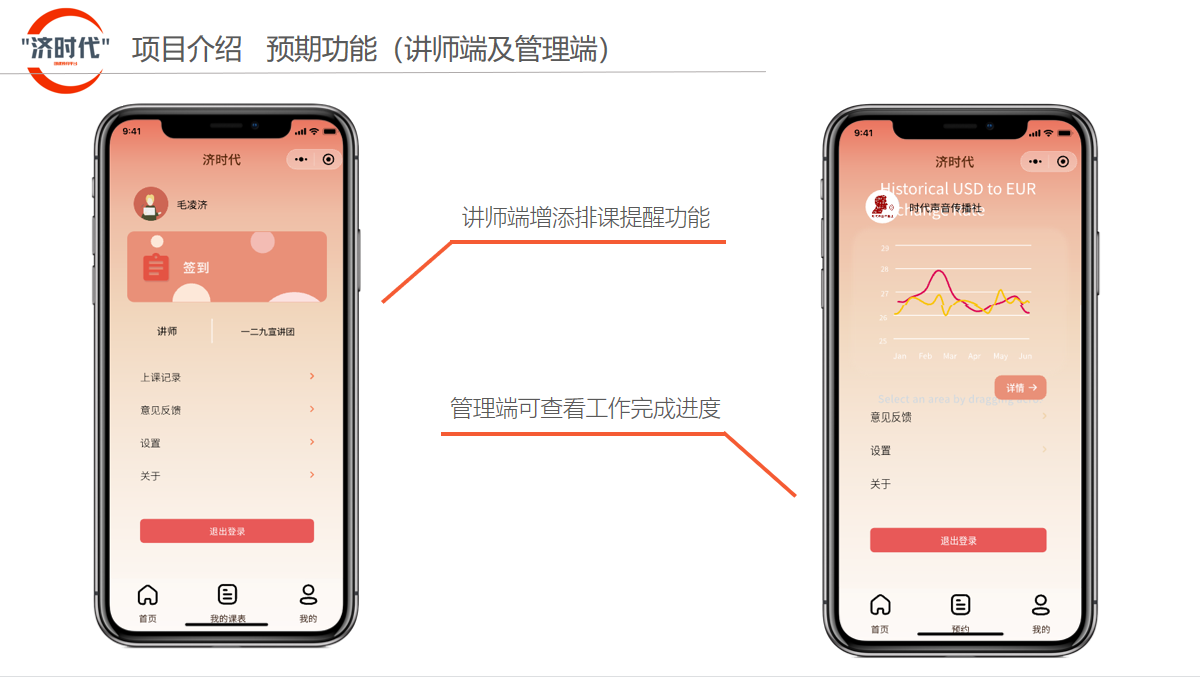 "济时代"
项目介绍 预期功能（讲师端及管理端）
9:41
济时代
毛凌济
签到
讲师
一二九宣讲团
上课记录
意见反馈
设置
关于
退出登录
首页
我的课表
我的
讲师端增添排课提醒功能
管理端可查看工作完成进度
9:41
济时代
Historical USD to EUR
时代声音传播社
29
28
27
26
25
Jan Feb Mar Apr May Jun
详情 →
Select an area by dragging
意见反馈
设置
关于
退出登录
首页
预约
我的